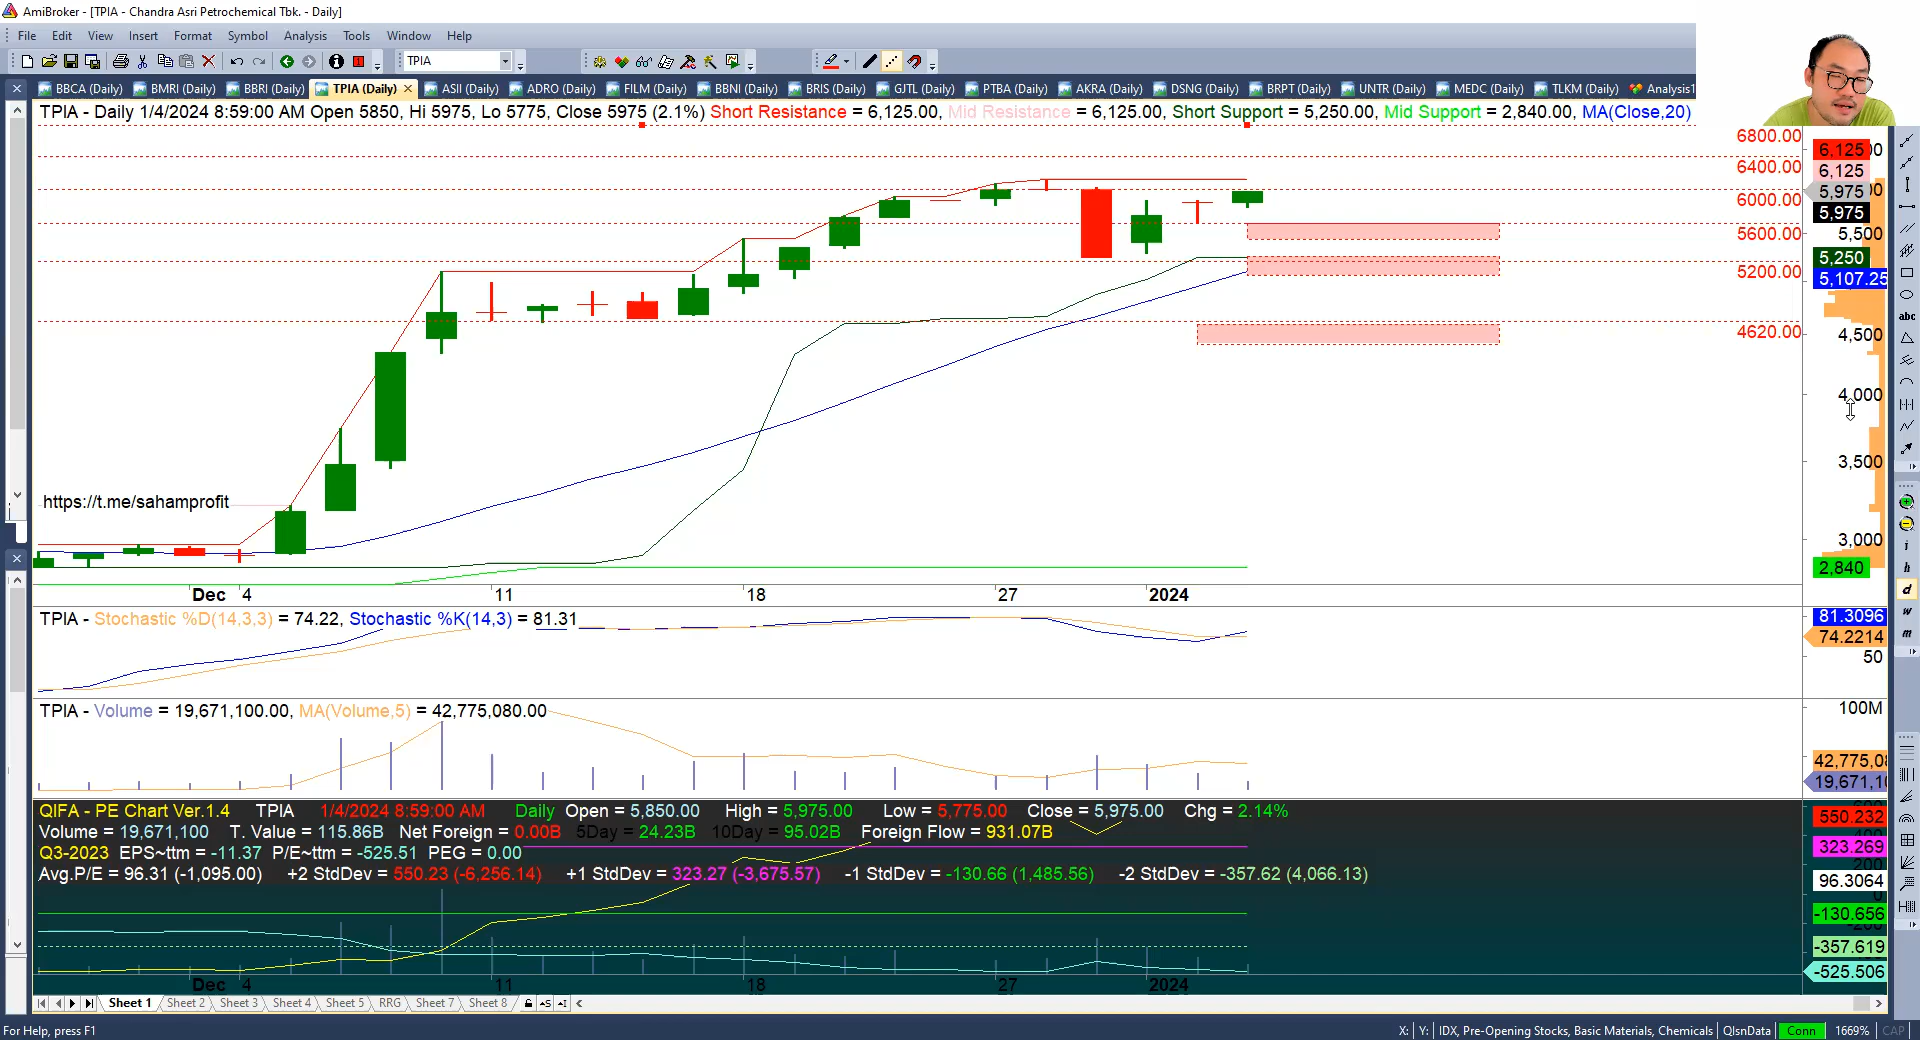 AmiBroker - [TPIA - Chandra Asri Petrochemical Tbk. - Daily]
File Edit View Insert Format Symbol Analysis Tools Window Help
TPIA
BBCA (Daily) BMRI (Daily) BBRI (Daily) TPIA (Daily) ASII (Daily) ADRO (Daily) FILM (Daily) BBNI (Daily) BRIS (Daily) GJTL (Daily) PTBA (Daily) AKRA (Daily) DSNG (Daily) BRPT (Daily) UNTR (Daily) MEDC (Daily) TLKM (Daily) Analysis1
TPIA - Daily 1/4/2024 8:59:00 AM Open 5850, Hi 5975, Lo 5775, Close 5975 (2.1%) Short Resistance = 6,125.00, Mid Resistance = 6,125.00, Short Support = 5,250.00, Mid Support = 2,840.00, MA(Close,20)
6800.00
6,125
6400.00
6,125
5,975
6000.00
5,975
5600.00 5,500
5,250
5200.00 5,107.25
4620.00 4,500
4,000
abc
3,500
https://t.me/sahamprofit
3,000
2,840
Dec 4 11 18 27 2024
TPIA - Stochastic %D(14,3,3) = 74.22, Stochastic %K(14,3) = 81.31
81.3096
74.2214
50
i
h
d
w
m
TPIA - Volume = 19,671,100.00, MA(Volume,5) = 42,775,080.00
100M
42,775,08
19,671,10
QIFA - PE Chart Ver.1.4 TPIA 1/4/2024 8:59:00 AM Daily Open = 5,850.00 High = 5,975.00 Low = 5,775.00 Close = 5,975.00 Chg = 2.14%
550.232
Volume = 19,671,100 T. Value = 115.86B Net Foreign = 0.00B 5Day = 24.23B 10Day = 95.02B Foreign Flow = 931.07B
323.269
Q3-2023 EPS~ttm = -11.37 P/E~ttm = -525.51 PEG = 0.00
Avg.P/E = 96.31 (-1,095.00) +2 StdDev = 550.23 (-6,256.14) +1 StdDev = 323.27 (-3,675.57) -1 StdDev = -130.66 (1,485.56) -2 StdDev = -357.62 (4,066.13)
96.3064
-130.656
-357.619
-525.506
Dec 4 11 18 27 2024
Sheet 1 Sheet 2 Sheet 3 Sheet 4 Sheet 5 RRG Sheet 7 Sheet 8
For Help, press F1 X: Y: IDX, Pre-Opening Stocks, Basic Materials, Chemicals QIsnData Conn 1669% CAP